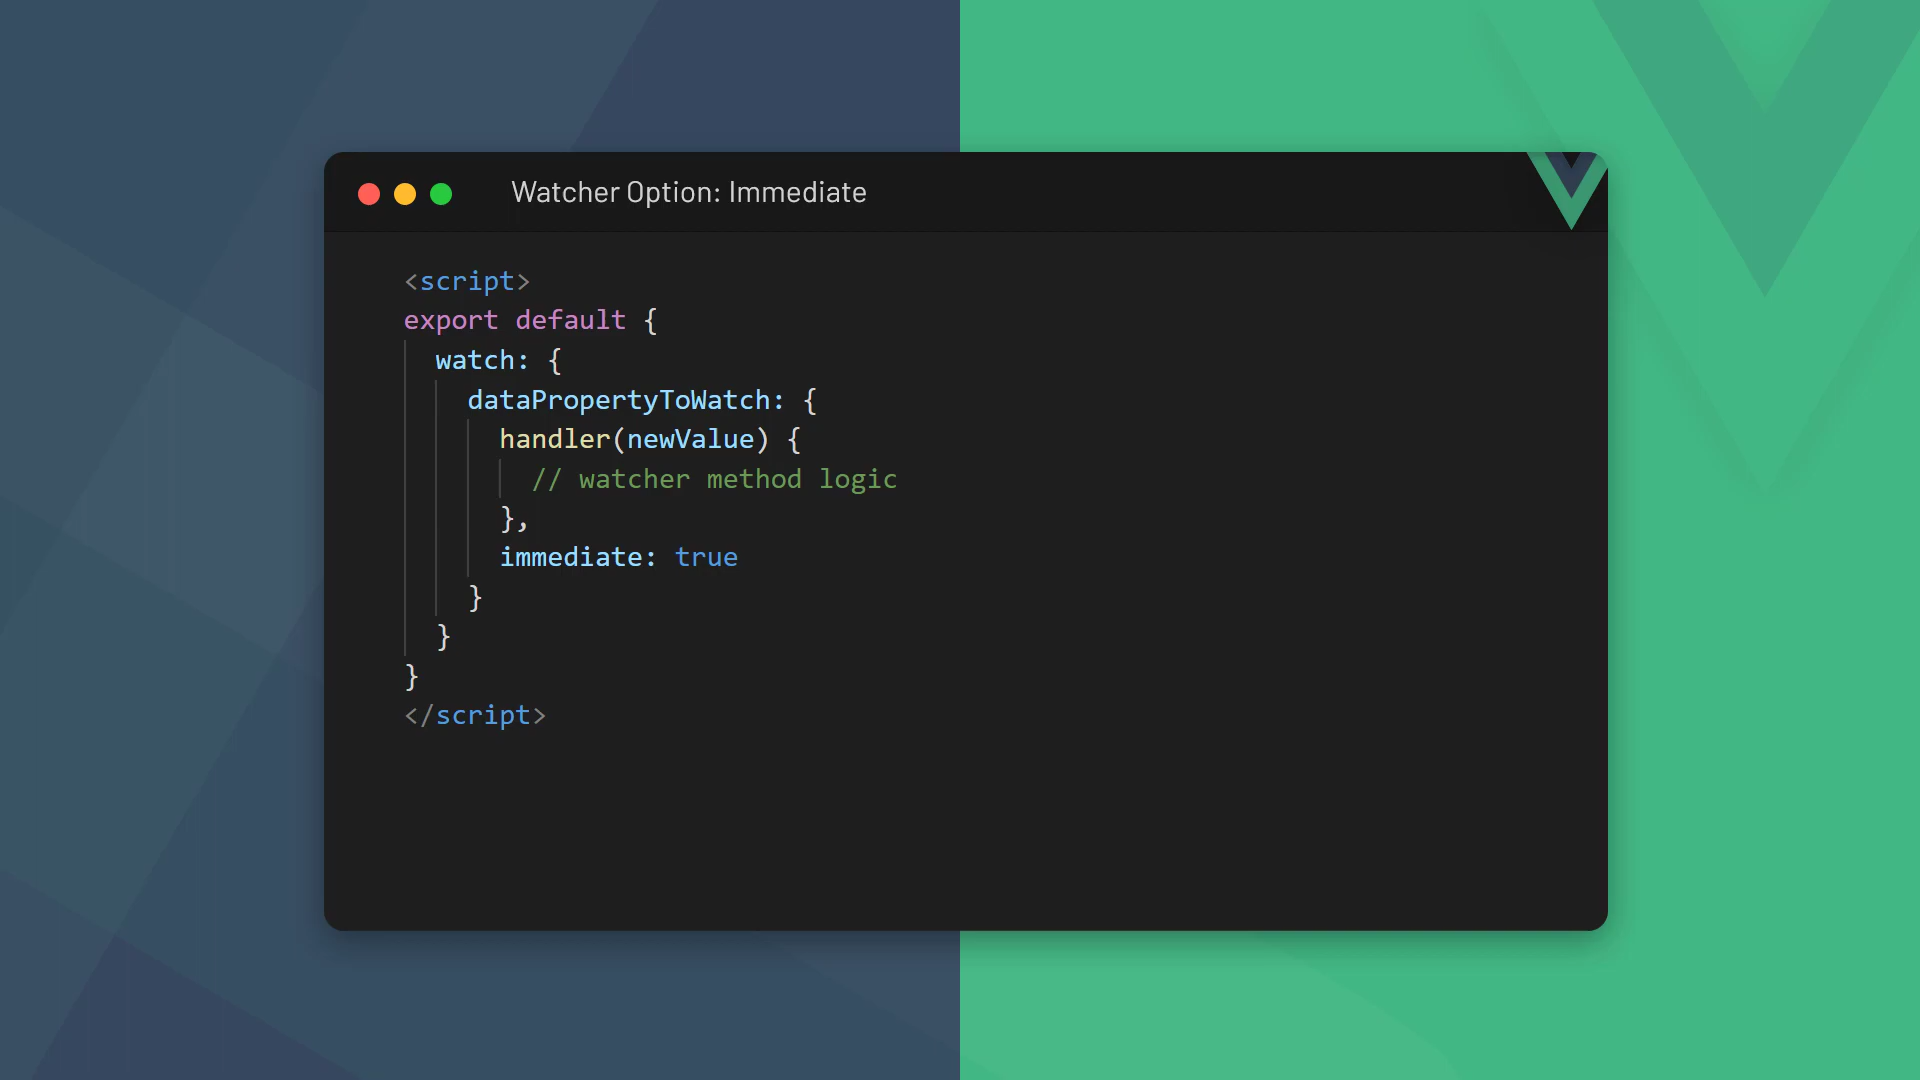 Watcher Option: Immediate
<script>
export default {
  watch: {
    dataPropertyToWatch: {
      handler(newValue) {
        // watcher method logic
      },
      immediate: true
    }
  }
}
</script>